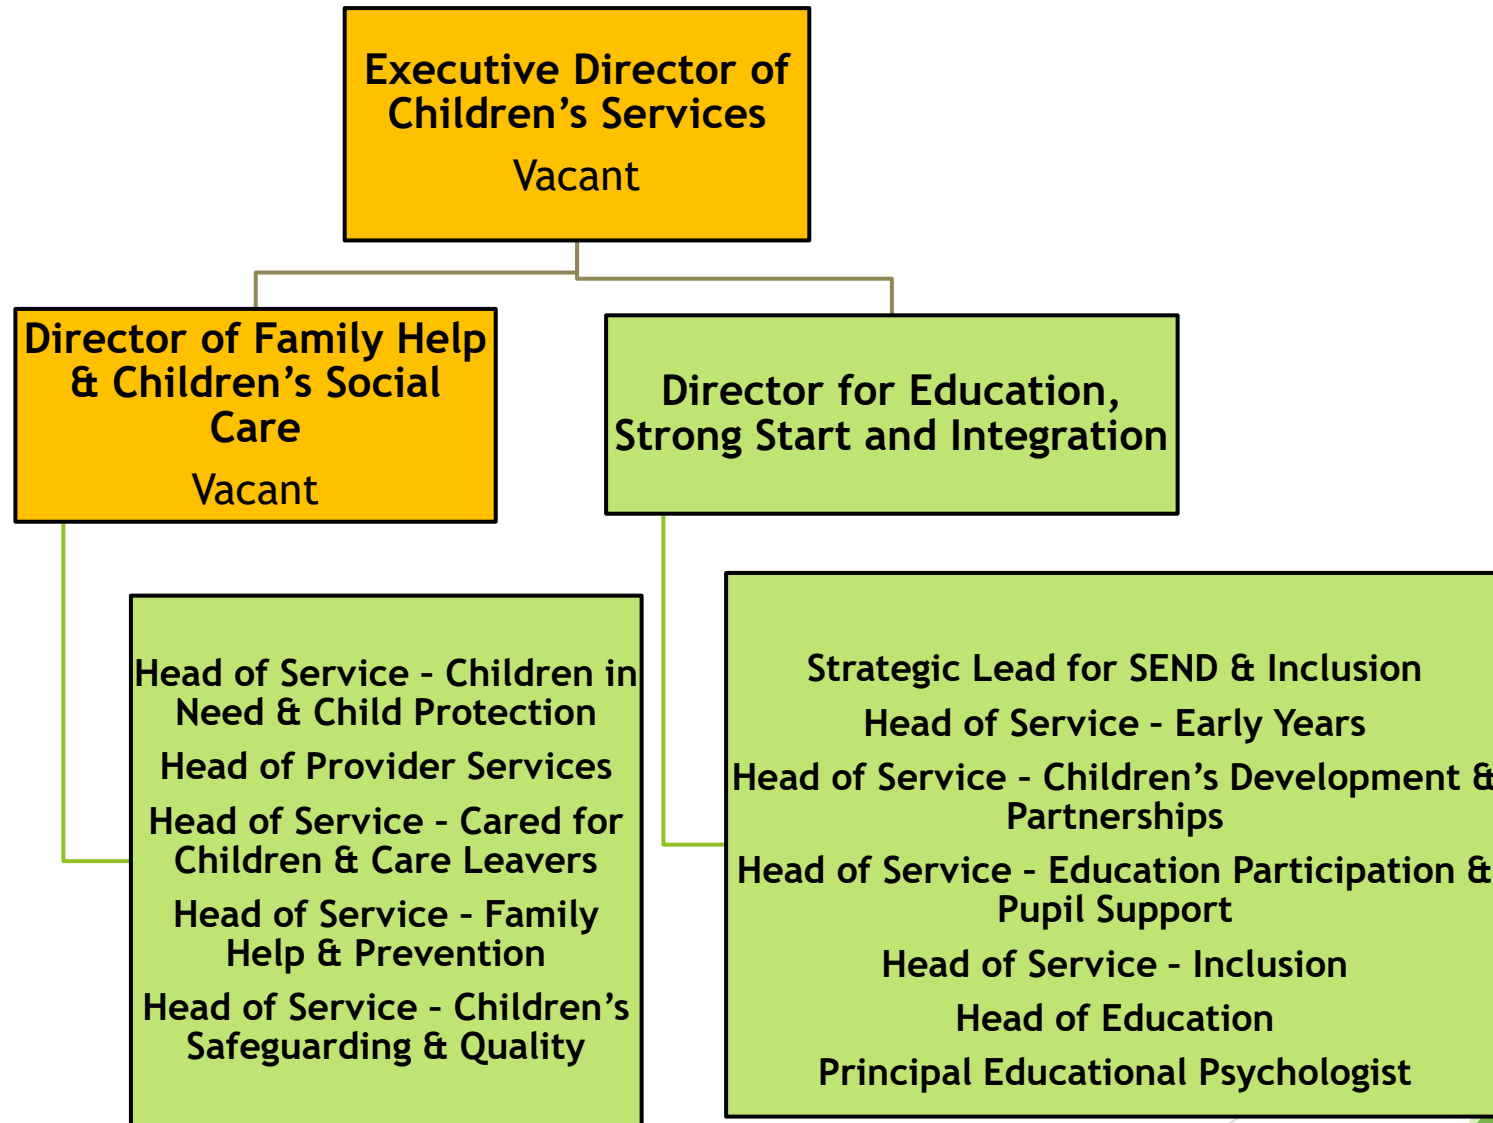 Executive Director of
Children’s Services
Vacant
Director of Family Help
& Children’s Social
Care
Vacant
Director for Education,
Strong Start and Integration
Head of Service – Children in
Need & Child Protection
Head of Provider Services
Head of Service – Cared for
Children & Care Leavers
Head of Service – Family
Help & Prevention
Head of Service – Children’s
Safeguarding & Quality
Strategic Lead for SEND & Inclusion
Head of Service – Early Years
Head of Service – Children’s Development &
Partnerships
Head of Service – Education Participation &
Pupil Support
Head of Service – Inclusion
Head of Education
Principal Educational Psychologist